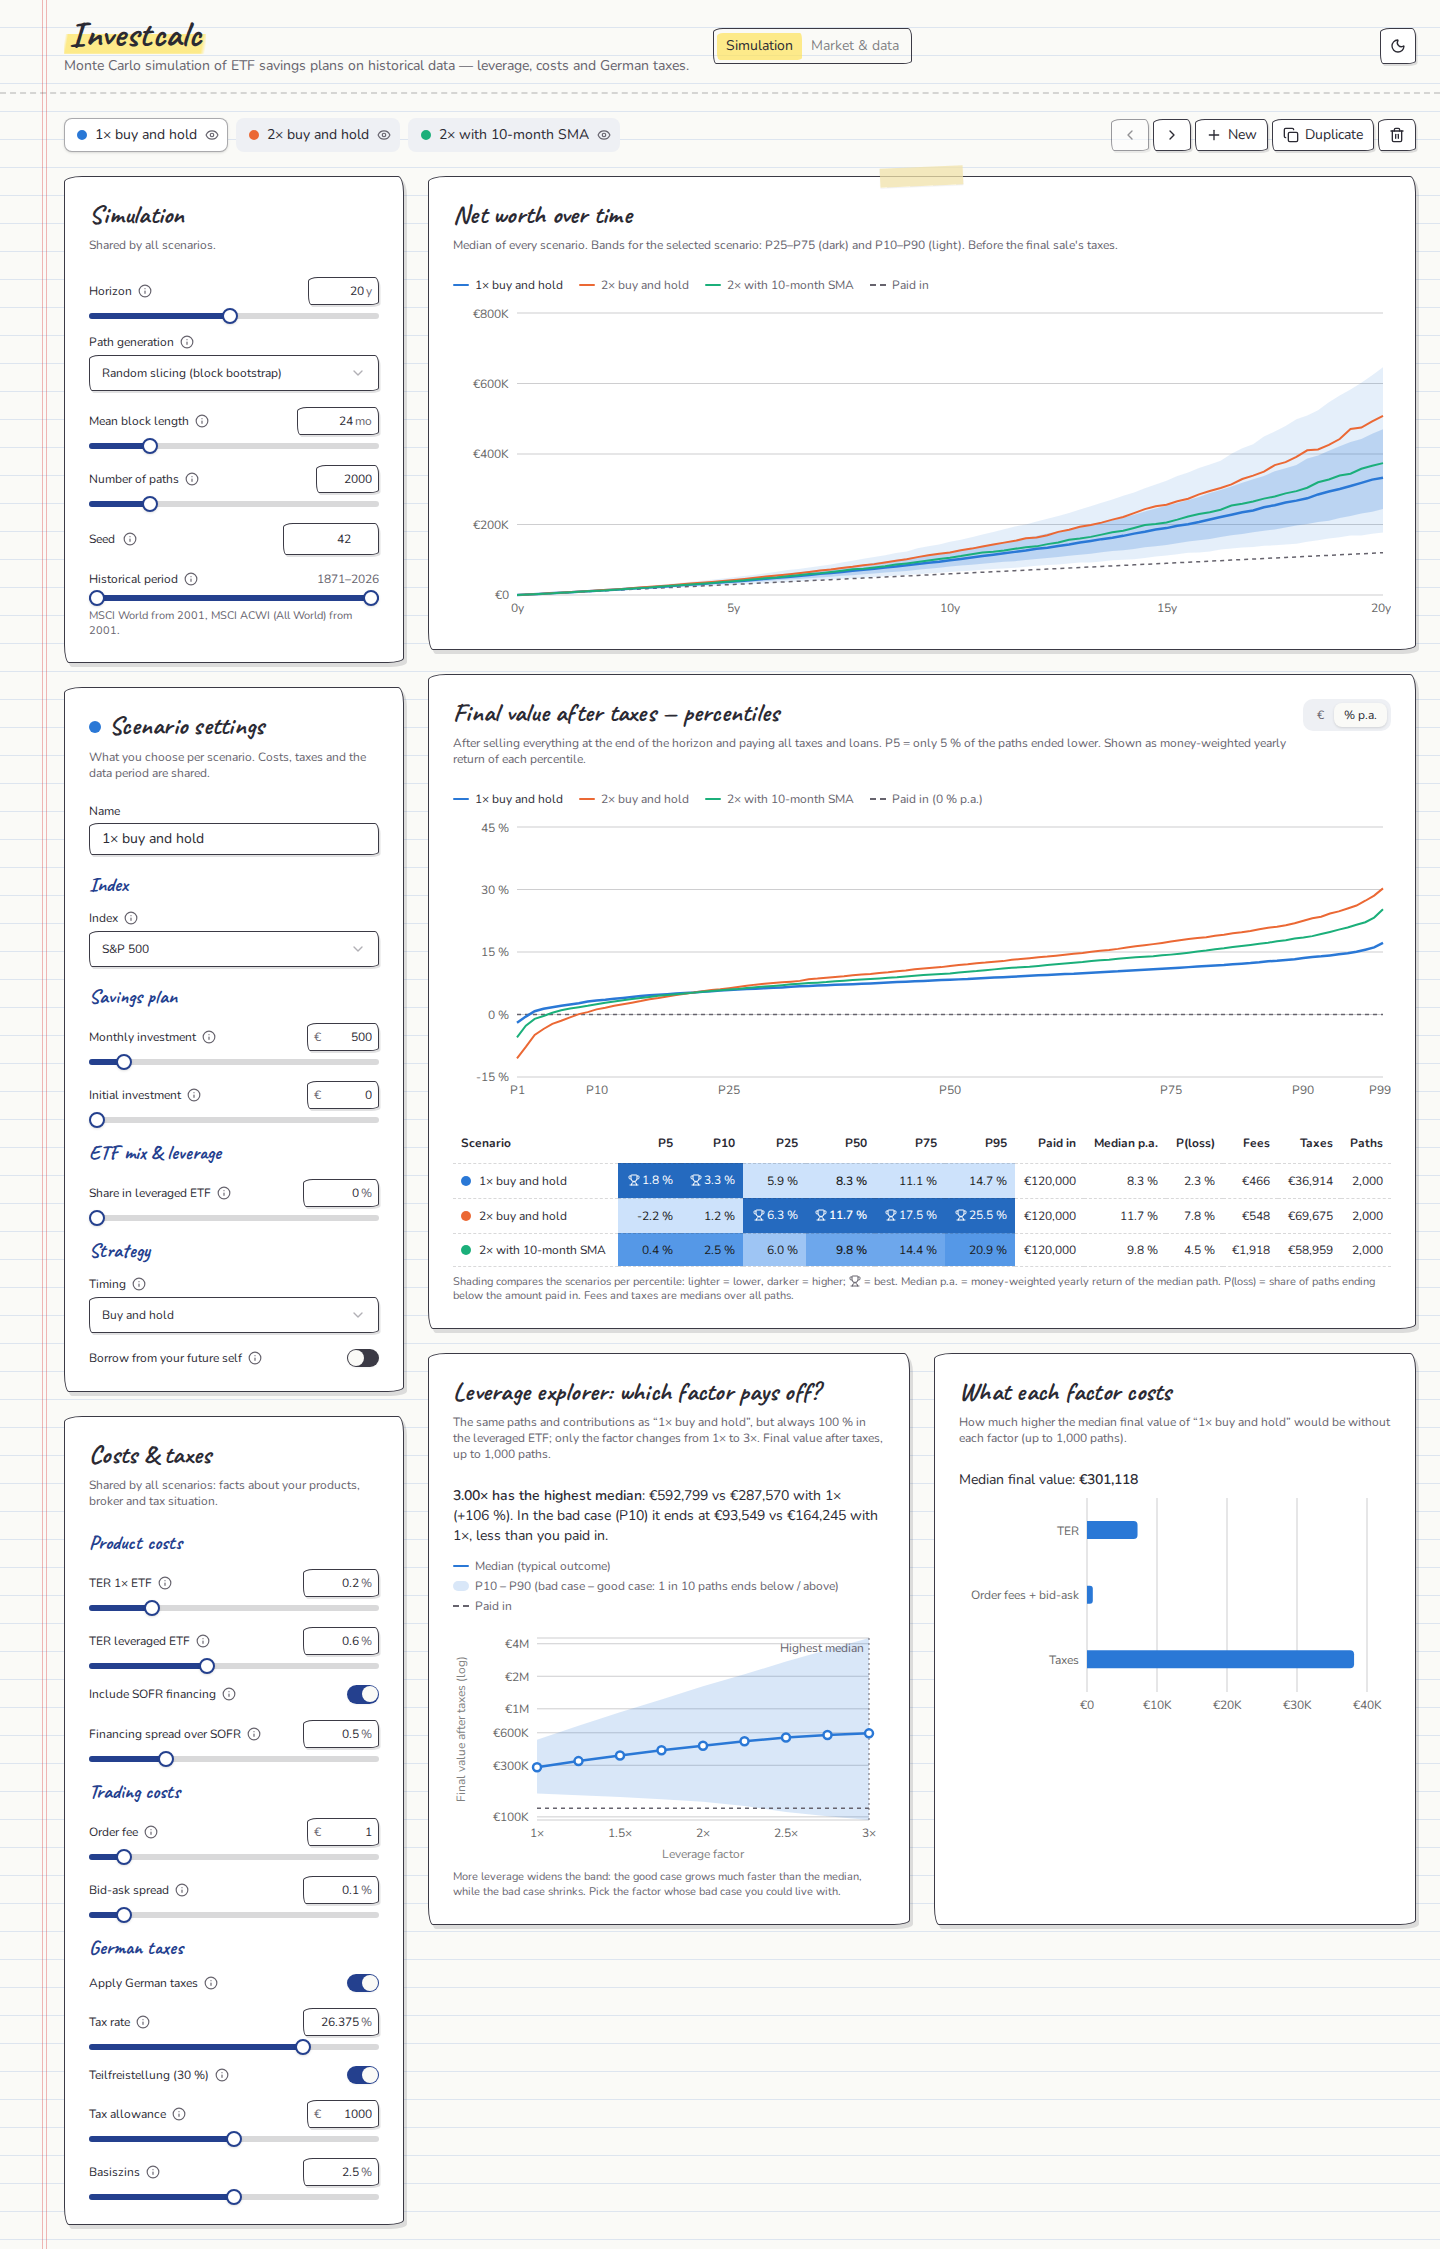 Investcalc
Monte Carlo simulation of ETF savings plans on historical data — leverage, costs and German taxes.
Simulation Market & data
1× buy and hold
2× buy and hold
2× with 10-month SMA
New
Duplicate
Simulation
Shared by all scenarios.
Horizon 20 y
Path generation
Random slicing (block bootstrap)
Mean block length 24 mo
Number of paths 2000
Seed 42
Historical period 1871–2026
MSCI World from 2001, MSCI ACWI (All World) from
2001.
Scenario settings
What you choose per scenario. Costs, taxes and the
data period are shared.
Name
1× buy and hold
Index
Index
S&P 500
Savings plan
Monthly investment € 500
Initial investment € 0
ETF mix & leverage
Share in leveraged ETF 0 %
Strategy
Timing
Buy and hold
Borrow from your future self
Costs & taxes
Shared by all scenarios: facts about your products,
broker and tax situation.
Product costs
TER 1× ETF 0.2 %
TER leveraged ETF 0.6 %
Include SOFR financing
Financing spread over SOFR 0.5 %
Trading costs
Order fee € 1
Bid-ask spread 0.1 %
German taxes
Apply German taxes
Tax rate 26.375 %
Teilfreistellung (30 %)
Tax allowance € 1000
Basiszins 2.5 %
Net worth over time
Median of every scenario. Bands for the selected scenario: P25–P75 (dark) and P10–P90 (light). Before the final sale's taxes.
1× buy and hold 2× buy and hold 2× with 10-month SMA Paid in
€800K
€600K
€400K
€200K
€0
0y 5y 10y 15y 20y
Final value after taxes — percentiles
€ % p.a.
After selling everything at the end of the horizon and paying all taxes and loans. P5 = only 5 % of the paths ended lower. Shown as money-weighted yearly
return of each percentile.
1× buy and hold 2× buy and hold 2× with 10-month SMA Paid in (0 % p.a.)
45 %
30 %
15 %
0 %
-15 %
P1 P10 P25 P50 P75 P90 P99
Scenario P5 P10 P25 P50 P75 P95 Paid in Median p.a. P(loss) Fees Taxes Paths
1× buy and hold 1.8 % 3.3 % 5.9 % 8.3 % 11.1 % 14.7 % €120,000 8.3 % 2.3 % €466 €36,914 2,000
2× buy and hold -2.2 % 1.2 % 6.3 % 11.7 % 17.5 % 25.5 % €120,000 11.7 % 7.8 % €548 €69,675 2,000
2× with 10-month SMA 0.4 % 2.5 % 6.0 % 9.8 % 14.4 % 20.9 % €120,000 9.8 % 4.5 % €1,918 €58,959 2,000
Shading compares the scenarios per percentile: lighter = lower, darker = higher; = best. Median p.a. = money-weighted yearly return of the median path. P(loss) = share of paths ending
below the amount paid in. Fees and taxes are medians over all paths.
Leverage explorer: which factor pays off?
The same paths and contributions as “1× buy and hold”, but always 100 % in
the leveraged ETF; only the factor changes from 1× to 3×. Final value after taxes,
up to 1,000 paths.
3.00× has the highest median: €592,799 vs €287,570 with 1×
(+106 %). In the bad case (P10) it ends at €93,549 vs €164,245 with
1×, less than you paid in.
Median (typical outcome)
P10 – P90 (bad case – good case: 1 in 10 paths ends below / above)
Paid in
Final value after taxes (log)
Highest median
€4M
€2M
€1M
€600K
€300K
€100K
1× 1.5× 2× 2.5× 3×
Leverage factor
More leverage widens the band: the good case grows much faster than the median,
while the bad case shrinks. Pick the factor whose bad case you could live with.
What each factor costs
How much higher the median final value of “1× buy and hold” would be without
each factor (up to 1,000 paths).
Median final value: €301,118
TER
Order fees + bid-ask
Taxes
€0 €10K €20K €30K €40K